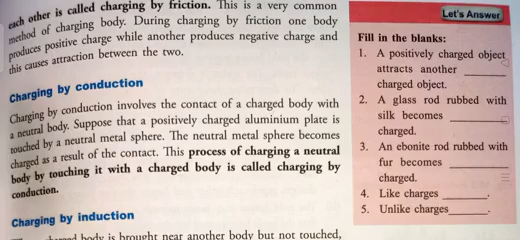 each other is called charging by friction. This is a very common
method of charging body. During charging by friction one body
produces positive charge while another produces negative charge and
this causes attraction between the two.
Charging by conduction
Charging by conduction involves the contact of a charged body with
a neutral body. Suppose that a positively charged aluminium plate is
touched by a neutral metal sphere. The neutral metal sphere becomes
charged as a result of the contact. This process of charging a neutral
body by touching it with a charged body is called charging by
conduction.
Charging by induction
body is brought near another body but not touched,
Let's Answer
Fill in the blanks:
1. A positively charged object
attracts another ______
charged object.
2. A glass rod rubbed with
silk becomes ______
charged.
3. An ebonite rod rubbed with
fur becomes ______
charged.
4. Like charges ______.
5. Unlike charges______.